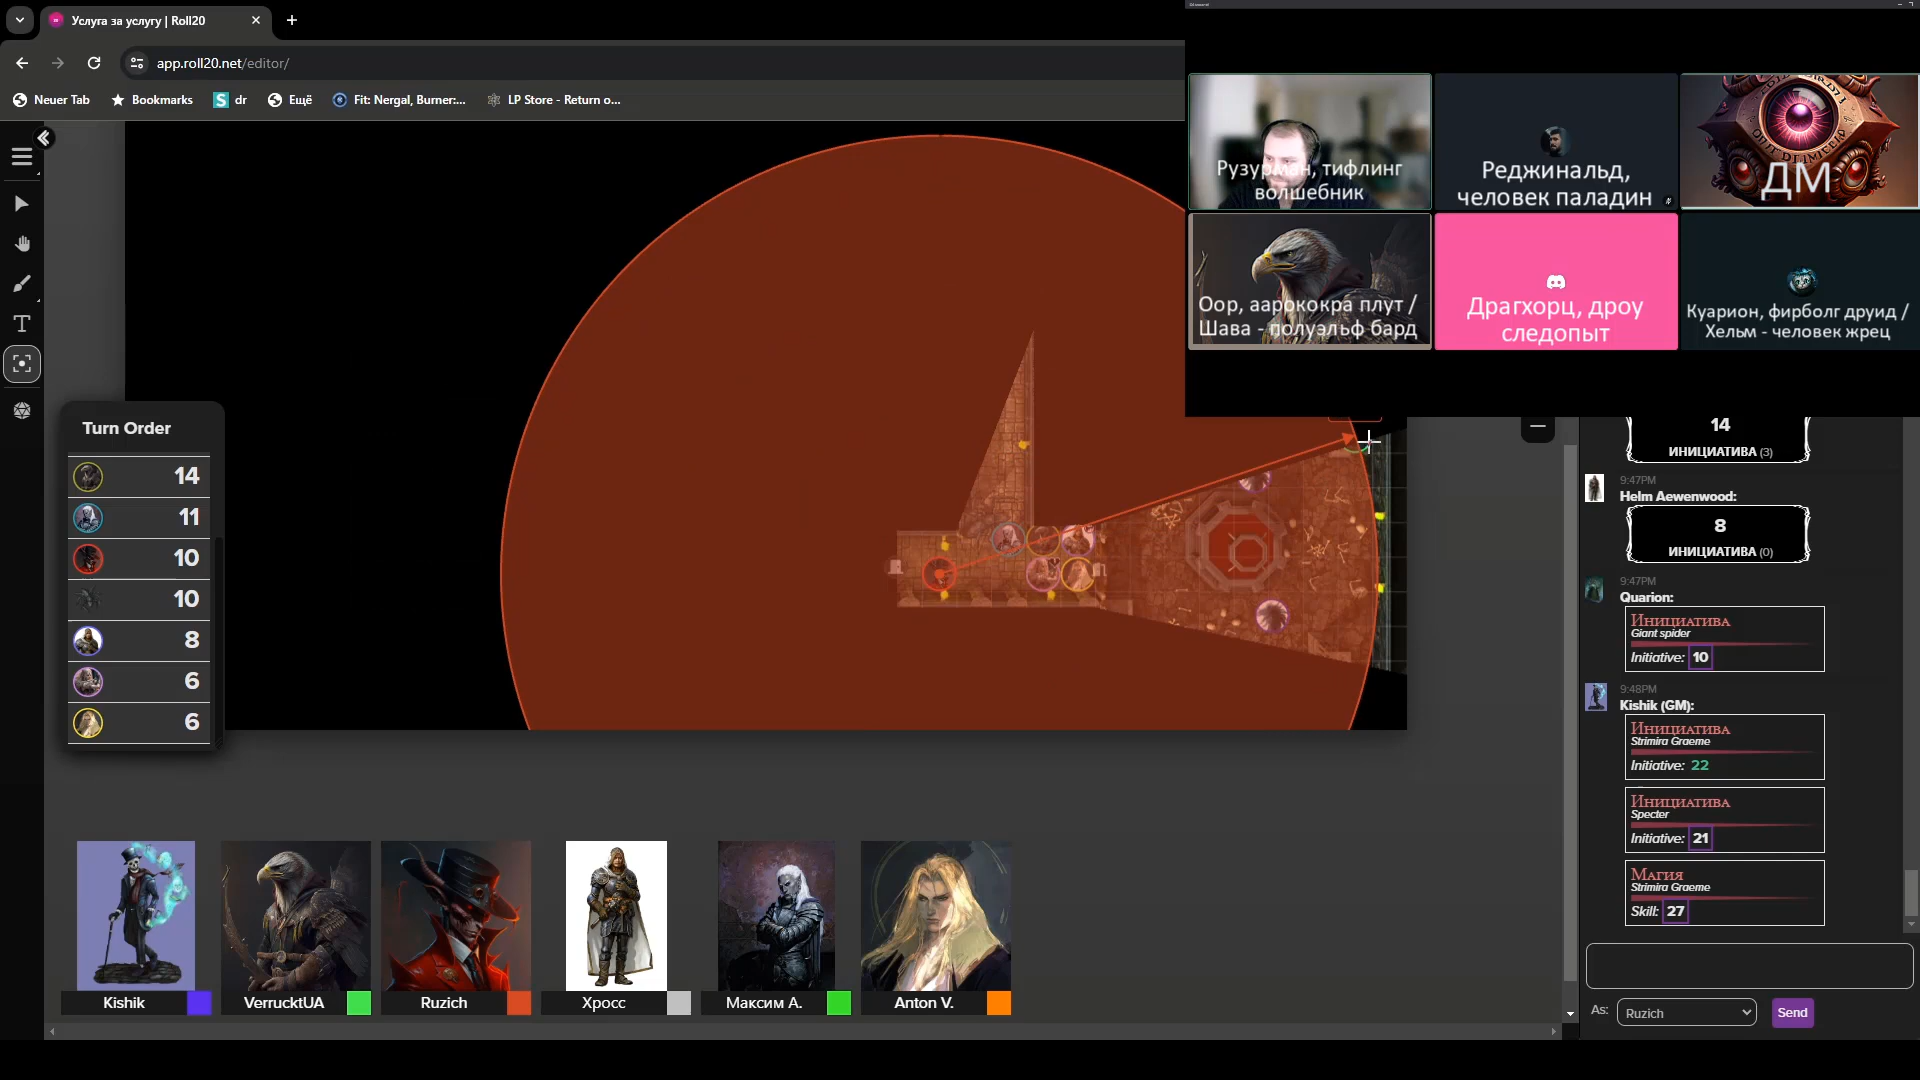 Услуга за услугу | Roll20
app.roll20.net/editor/
Neuer Tab
Bookmarks
dr
Ещё
Fit: Nergal, Burner:...
LP Store - Return o...
Рузурман, тифлинг
волшебник
Реджинальд,
человек паладин
ДМ
Оор, аарококра плут /
Шава - полуэльф бард
Драгхорц, дроу
следопыт
Куарион, фирболг друид /
Хельм - человек жрец
Turn Order
14
11
10
10
8
6
6
14
ИНИЦИАТИВА (3)
9:47PM
Helm Aewenwood:
8
ИНИЦИАТИВА (0)
9:47PM
Quarion:
Инициатива
Giant spider
Initiative: 10
9:48PM
Kishik (GM):
Инициатива
Strimira Graeme
Initiative: 22
Инициатива
Specter
Initiative: 21
Магия
Strimira Graeme
Skill: 27
As:
Ruzich
Send
Kishik
VerrucktUA
Ruzich
Хросс
Максим А.
Anton V.